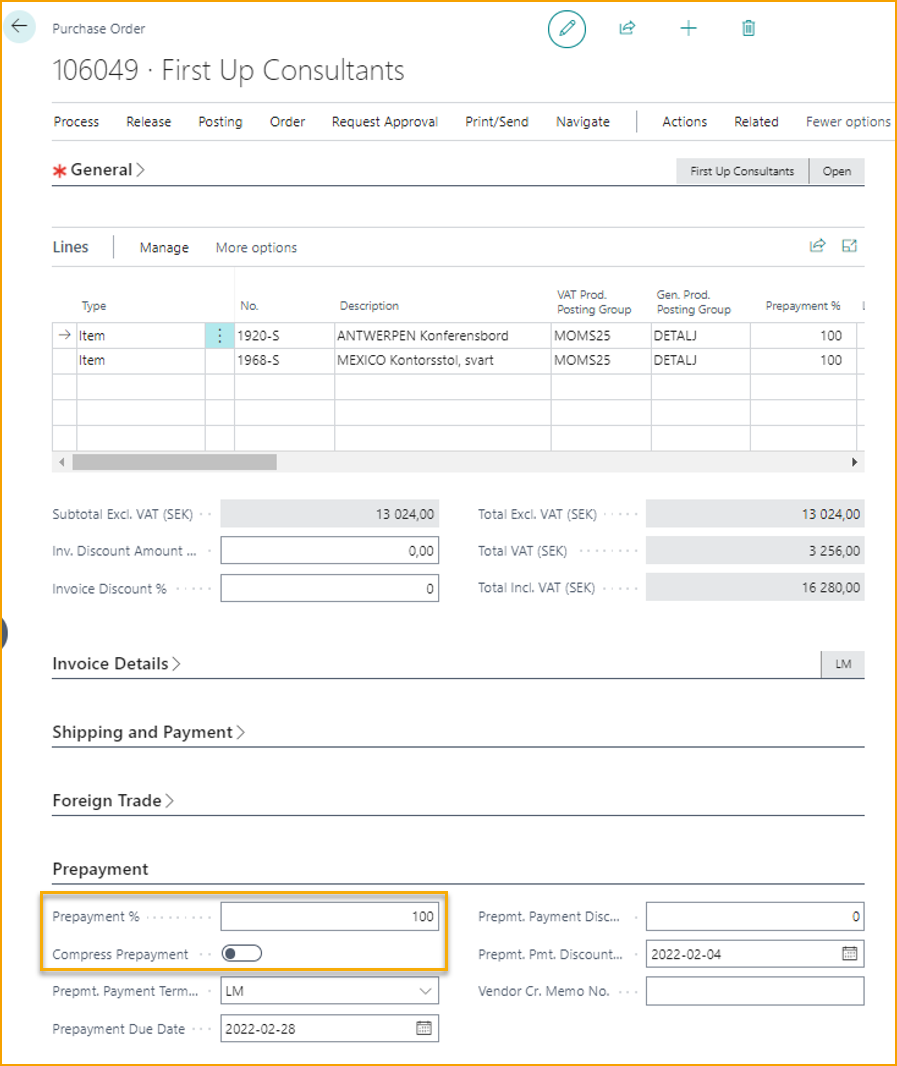 Purchase Order
106049 · First Up Consultants
Process Release Posting Order Request Approval Print/Send Navigate Actions Related Fewer options
General First Up Consultants Open
Lines Manage More options
Type No. Description VAT Prod. Posting Group Gen. Prod. Posting Group Prepayment %
Item 1920-S ANTWERPEN Konferensbord MOMS25 DETALJ 100
Item 1968-S MEXICO Kontorsstol, svart MOMS25 DETALJ 100
Subtotal Excl. VAT (SEK) 13 024,00 Total Excl. VAT (SEK) 13 024,00
Inv. Discount Amount ... 0,00 Total VAT (SEK) 3 256,00
Invoice Discount % 0 Total Incl. VAT (SEK) 16 280,00
Invoice Details LM
Shipping and Payment
Foreign Trade
Prepayment
Prepayment % 100 Prepmt. Payment Disc... 0
Compress Prepayment Prepmt. Pmt. Discount... 2022-02-04
Prepmt. Payment Term... LM Vendor Cr. Memo No.
Prepayment Due Date 2022-02-28